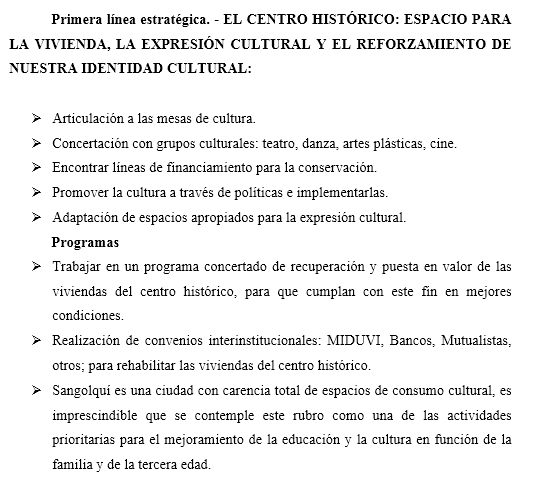 Primera línea estratégica. - EL CENTRO HISTÓRICO: ESPACIO PARA
LA VIVIENDA, LA EXPRESIÓN CULTURAL Y EL REFORZAMIENTO DE
NUESTRA IDENTIDAD CULTURAL:
➢ Articulación a las mesas de cultura.
➢ Concertación con grupos culturales: teatro, danza, artes plásticas, cine.
➢ Encontrar líneas de financiamiento para la conservación.
➢ Promover la cultura a través de políticas e implementarlas.
➢ Adaptación de espacios apropiados para la expresión cultural.
Programas
➢ Trabajar en un programa concertado de recuperación y puesta en valor de las
viviendas del centro histórico, para que cumplan con este fin en mejores
condiciones.
➢ Realización de convenios interinstitucionales: MIDUVI, Bancos, Mutualistas,
otros; para rehabilitar las viviendas del centro histórico.
➢ Sangolquí es una ciudad con carencia total de espacios de consumo cultural, es
imprescindible que se contemple este rubro como una de las actividades
prioritarias para el mejoramiento de la educación y la cultura en función de la
familia y de la tercera edad.